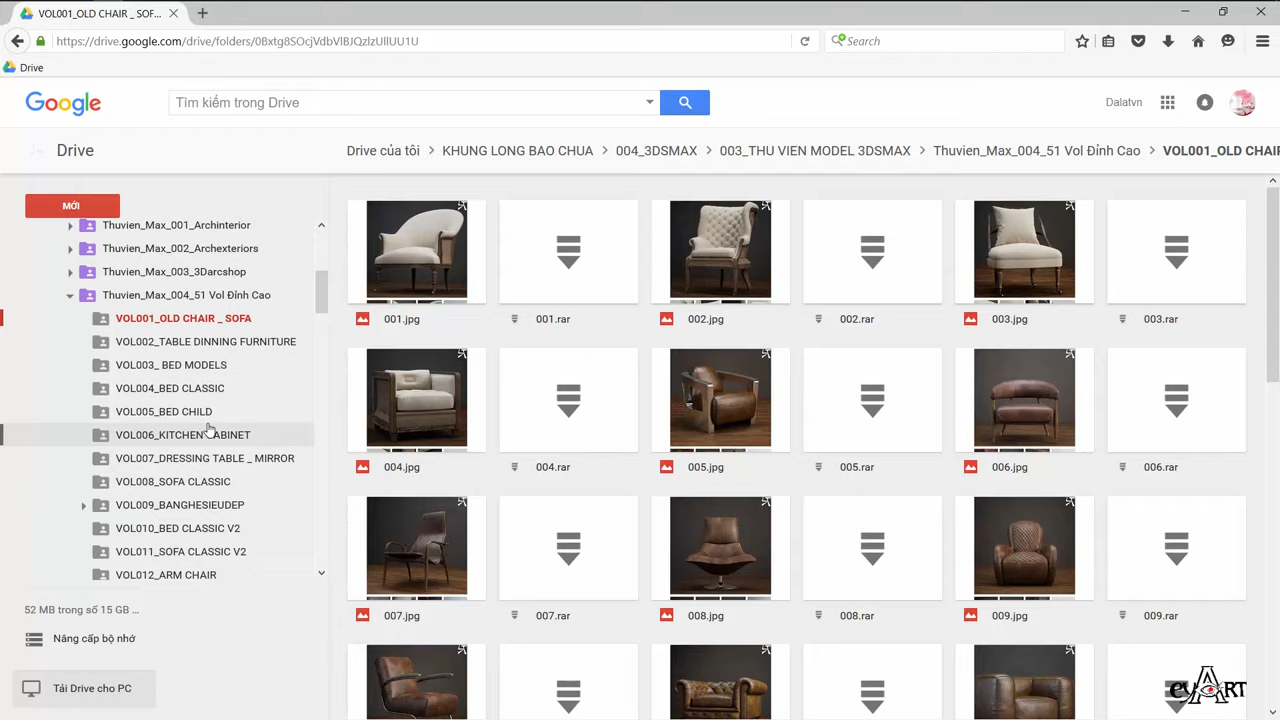 VOL001_OLD CHAIR _ SOF...
https://drive.google.com/drive/folders/0Bxtg8SOcjVdbVlBJQzlzUllUU1U
Search
Drive
Google
Tìm kiếm trong Drive
Dalatvn
Drive
Drive của tôi
KHUNG LONG BAO CHUA
004_3DSMAX
003_THU VIEN MODEL 3DSMAX
Thuvien_Max_004_51 Vol Đỉnh Cao
VOL001_OLD CHAIR
MỚI
Thuvien_Max_001_Archinterior
Thuvien_Max_002_Archexteriors
Thuvien_Max_003_3Darcshop
Thuvien_Max_004_51 Vol Đỉnh Cao
VOL001_OLD CHAIR _ SOFA
VOL002_TABLE DINNING FURNITURE
VOL003_ BED MODELS
VOL004_BED CLASSIC
VOL005_BED CHILD
VOL006_KITCHEN CABINET
VOL007_DRESSING TABLE _ MIRROR
VOL008_SOFA CLASSIC
VOL009_BANGHESIEUDEP
VOL010_BED CLASSIC V2
VOL011_SOFA CLASSIC V2
VOL012_ARM CHAIR
52 MB trong số 15 GB ...
Nâng cấp bộ nhớ
Tải Drive cho PC
001.jpg
001.rar
002.jpg
002.rar
003.jpg
003.rar
004.jpg
004.rar
005.jpg
005.rar
006.jpg
006.rar
007.jpg
007.rar
008.jpg
008.rar
009.jpg
009.rar
eyART